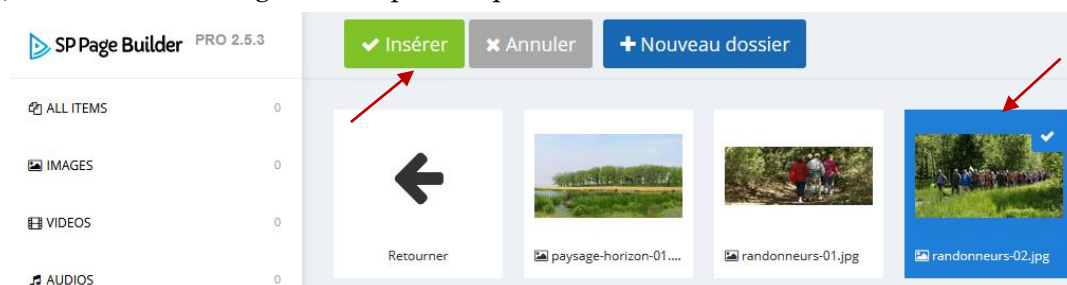 SP Page Builder PRO 2.5.3
Insérer
Annuler
Nouveau dossier
ALL ITEMS 0
IMAGES 0
VIDEOS 0
AUDIOS 0
Retourner
paysage-horizon-01....
randonneurs-01.jpg
randonneurs-02.jpg